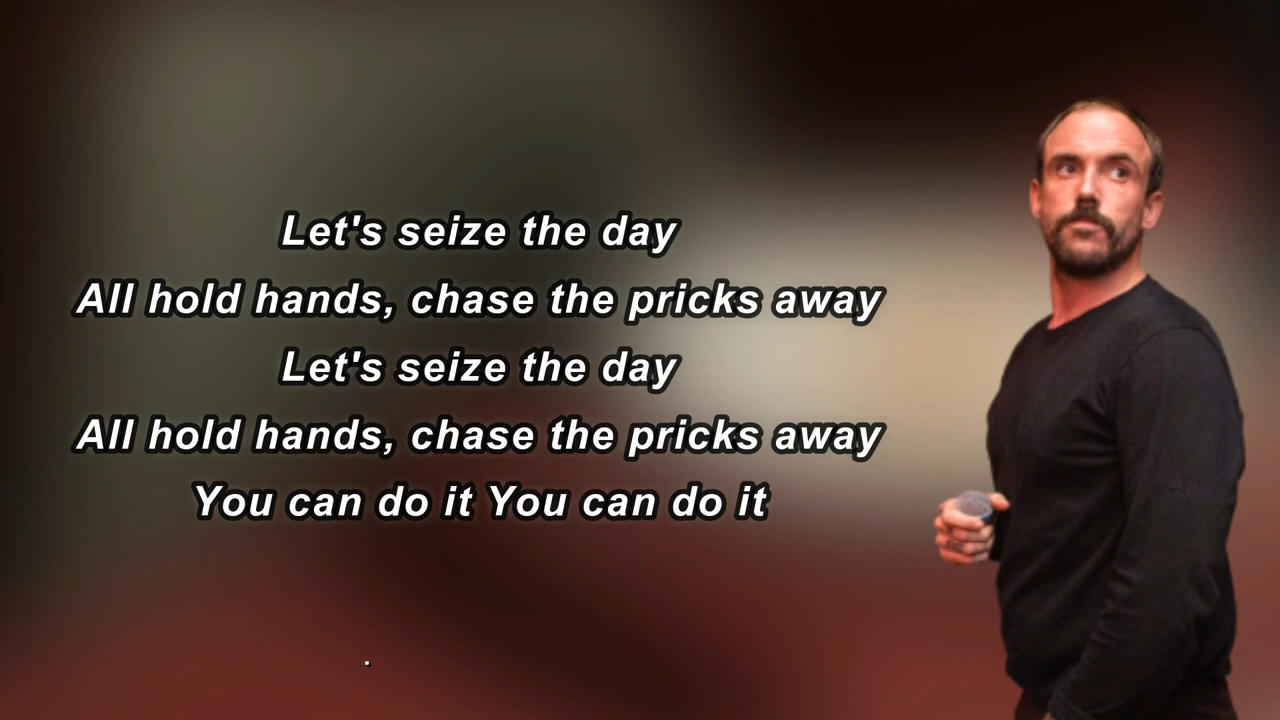 Let's seize the day
All hold hands, chase the pricks away
Let's seize the day
All hold hands, chase the pricks away
You can do it You can do it
.